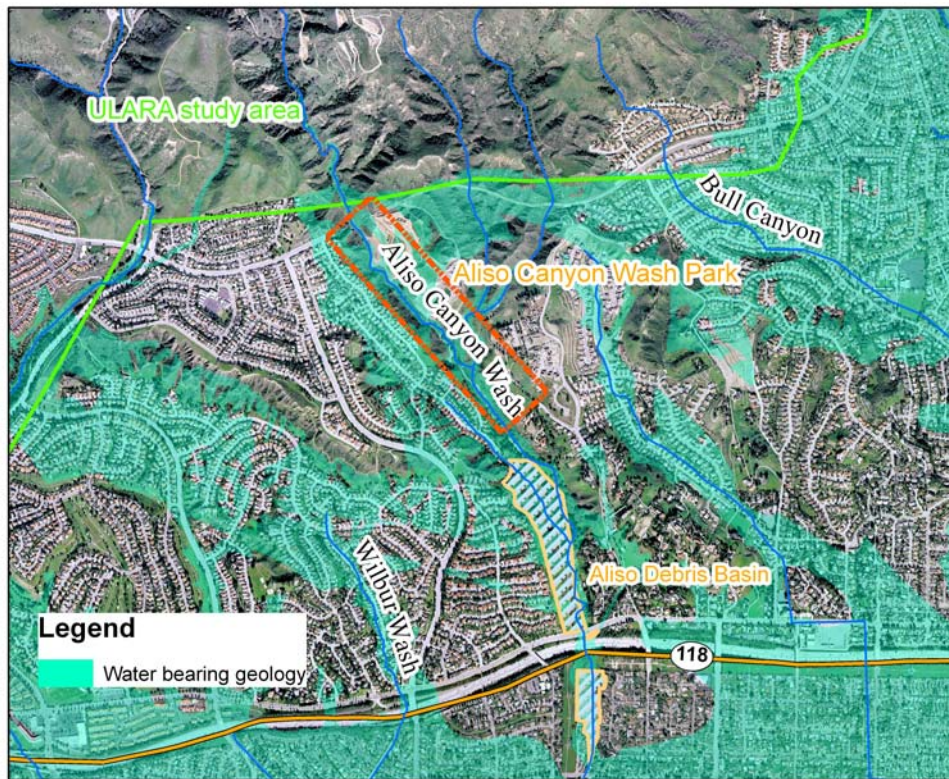 ULARA study area
Bull Canyon
Aliso Canyon Wash Park
Aliso Canyon Wash
Aliso Debris Basin
Wilbur Wash
118
Legend
Water bearing geology